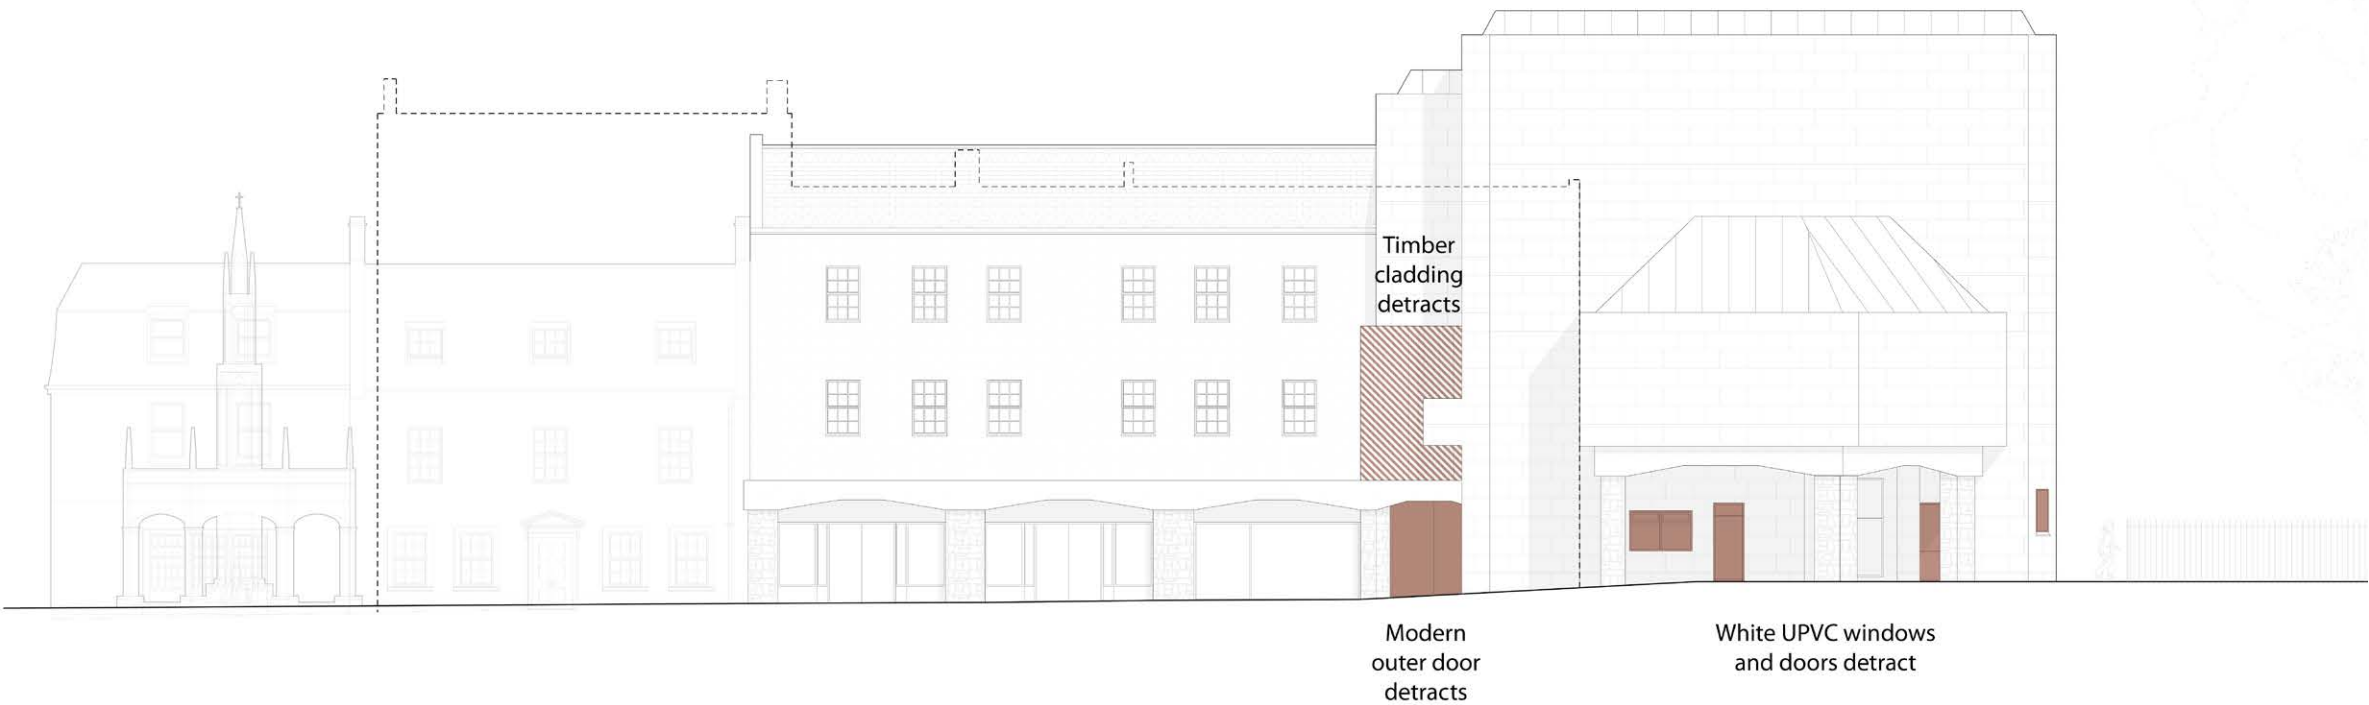 Timber
cladding
detracts
Modern
outer door
detracts
White UPVC windows
and doors detract